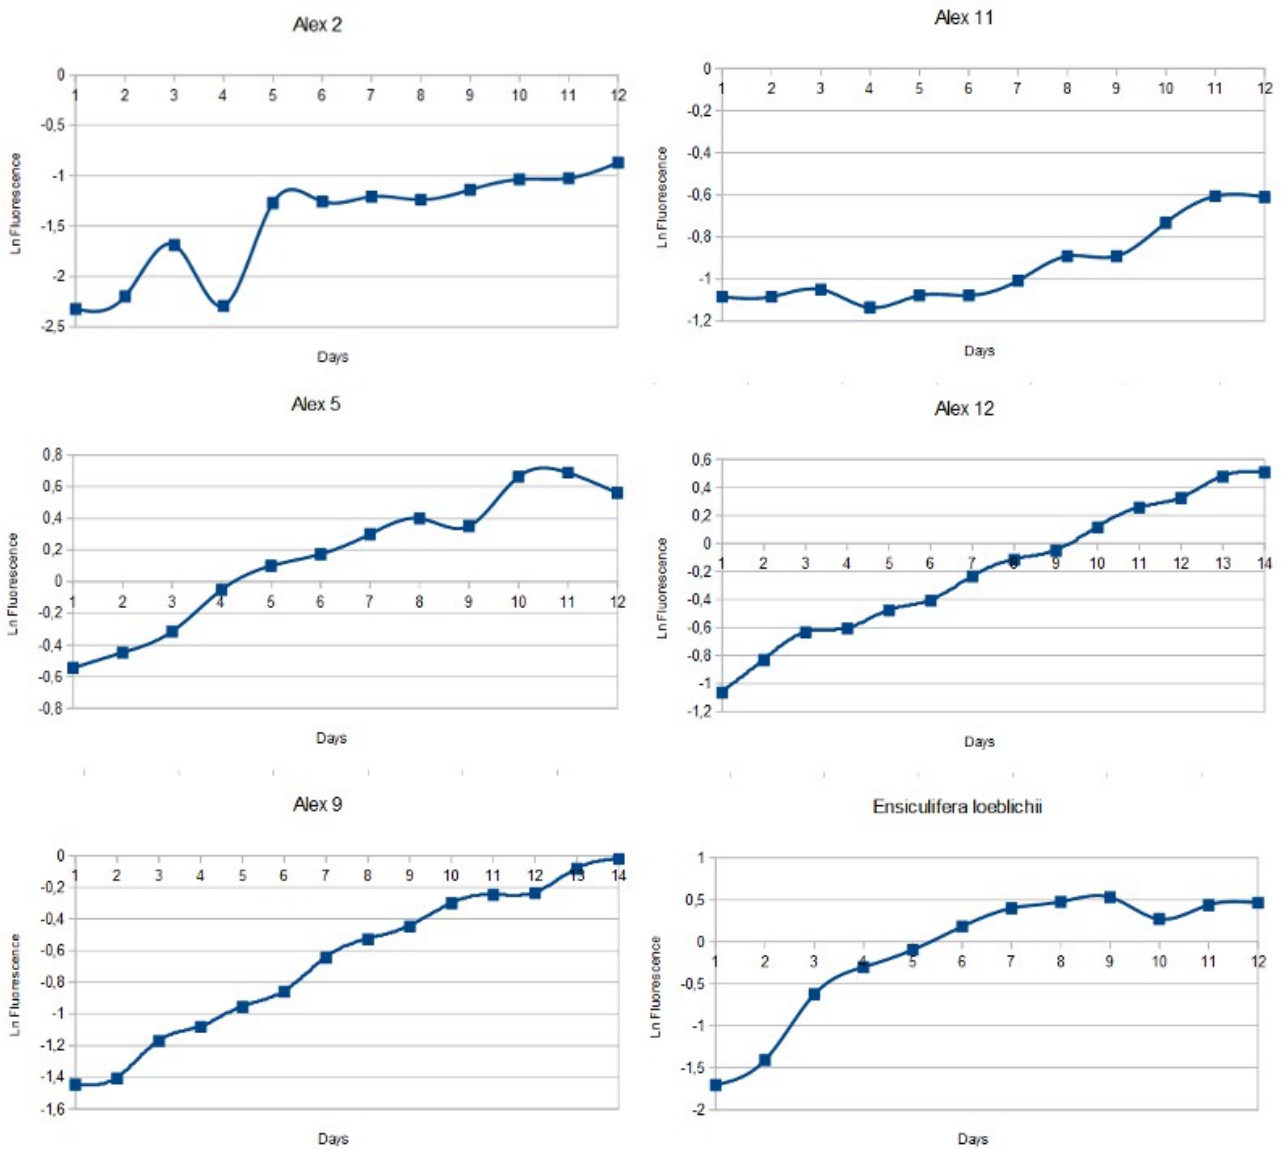 Alex 2
0
-0,5
-1
-1,5
-2
-2,5
1 2 3 4 5 6 7 8 9 10 11 12
Ln Fluorescence
Days
Alex 11
0
-0,2
-0,4
-0,6
-0,8
-1
-1,2
1 2 3 4 5 6 7 8 9 10 11 12
Ln Fluorescence
Days
Alex 5
0,8
0,6
0,4
0,2
0
-0,2
-0,4
-0,6
-0,8
1 2 3 4 5 6 7 8 9 10 11 12
Ln Fluorescence
Days
Alex 12
0,6
0,4
0,2
0
-0,2
-0,4
-0,6
-0,8
-1
-1,2
1 2 3 4 5 6 7 8 9 10 11 12 13 14
Ln Fluorescence
Days
Alex 9
0
-0,2
-0,4
-0,6
-0,8
-1
-1,2
-1,4
-1,6
1 2 3 4 5 6 7 8 9 10 11 12 13 14
Ln Fluorescence
Days
Ensiculifera loeblichii
1
0,5
0
-0,5
-1
-1,5
-2
1 2 3 4 5 6 7 8 9 10 11 12
Ln Fluorescence
Days